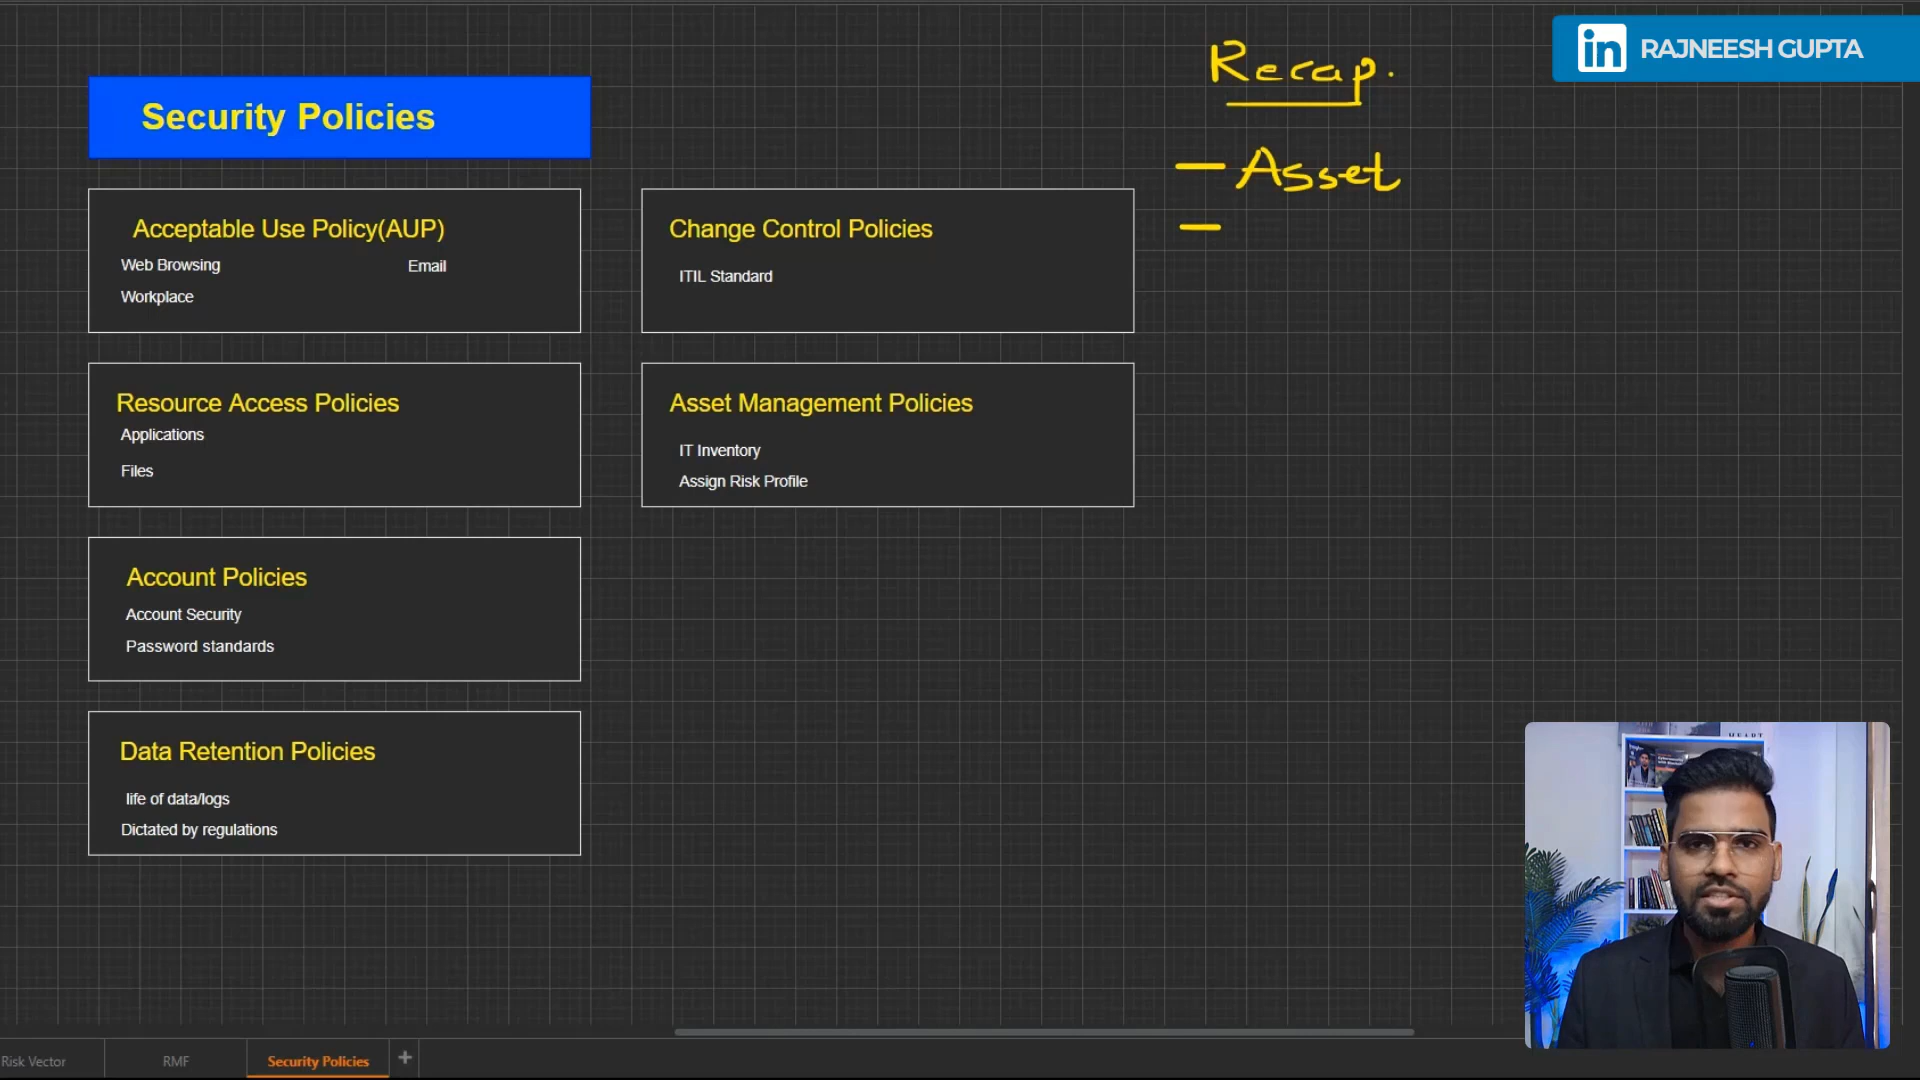 in RAJNEESH GUPTA
Recap.
Security Policies
— Asset
—
Acceptable Use Policy(AUP)
Web Browsing
Email
Workplace
Change Control Policies
ITIL Standard
Resource Access Policies
Applications
Files
Asset Management Policies
IT Inventory
Assign Risk Profile
Account Policies
Account Security
Password standards
Data Retention Policies
life of data/logs
Dictated by regulations
HEART
Risk Vector
RMF
Security Policies
+